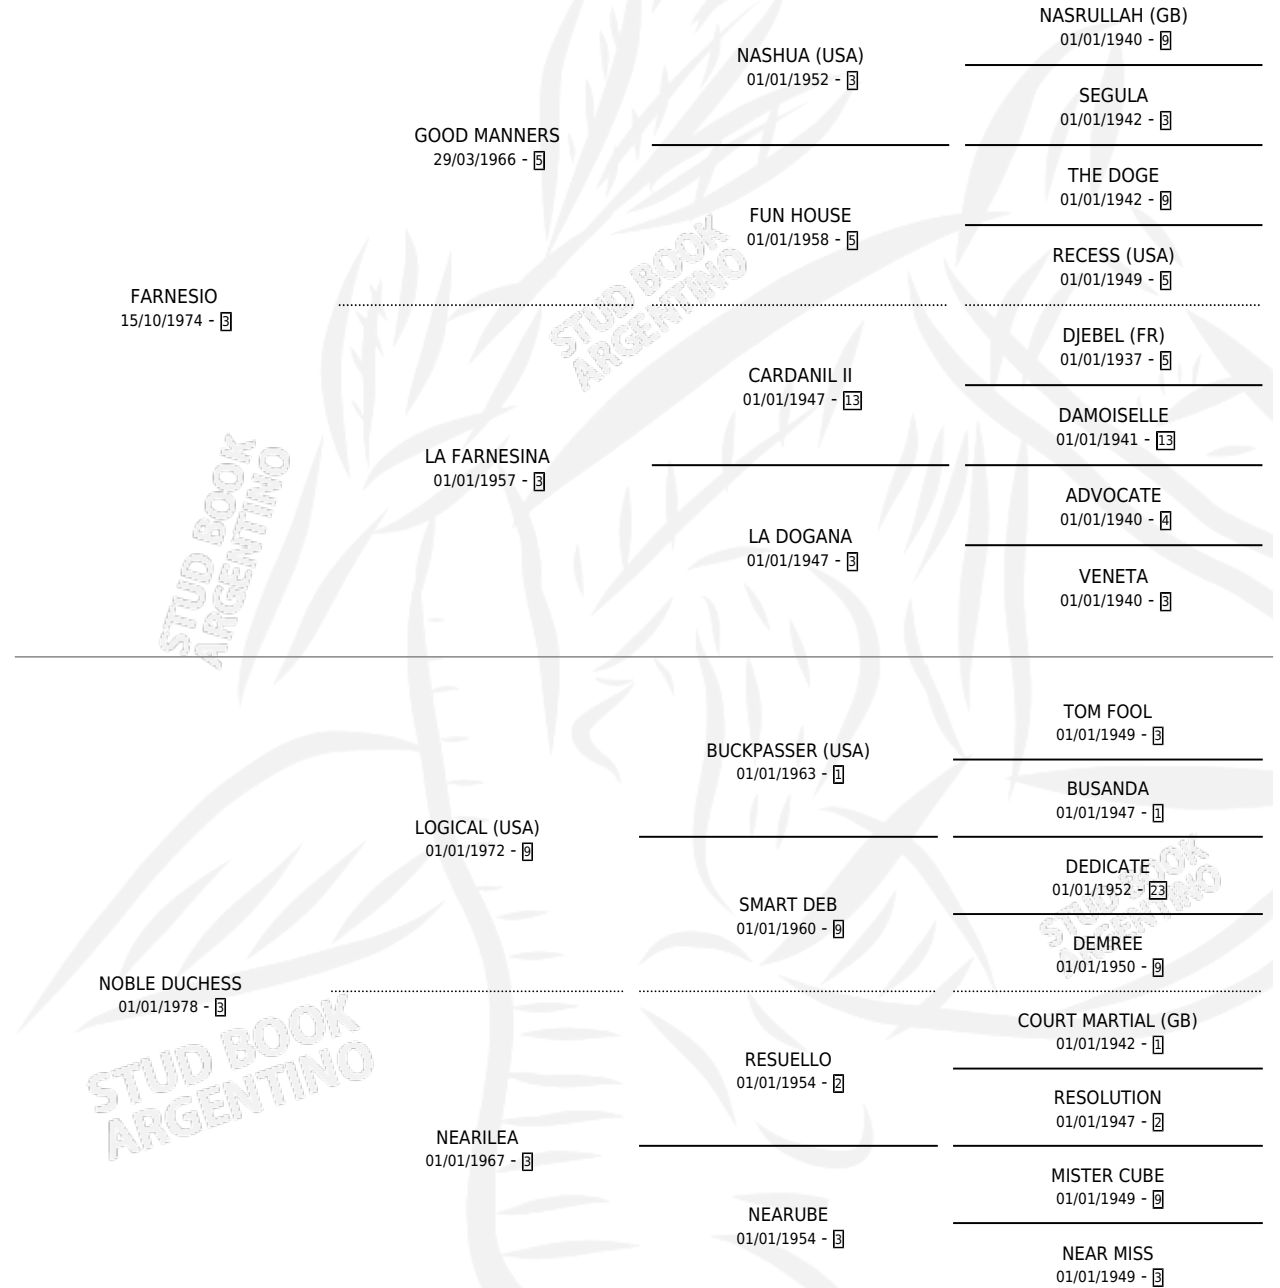 NASRULLAH (GB)
01/01/1940 - 9
NASHUA (USA)
01/01/1952 - 3
SEGULA
01/01/1942 - 3
GOOD MANNERS
29/03/1966 - 5
THE DOGE
01/01/1942 - 9
FUN HOUSE
01/01/1958 - 5
RECESS (USA)
01/01/1949 - 5
FARNESIO
15/10/1974 - 3
DJEBEL (FR)
01/01/1937 - 5
CARDANIL II
01/01/1947 - 13
DAMOISELLE
01/01/1941 - 13
LA FARNESINA
01/01/1957 - 3
ADVOCATE
01/01/1940 - 4
LA DOGANA
01/01/1947 - 3
VENETA
01/01/1940 - 3
TOM FOOL
01/01/1949 - 3
BUCKPASSER (USA)
01/01/1963 - 1
BUSANDA
01/01/1947 - 1
LOGICAL (USA)
01/01/1972 - 9
DEDICATE
01/01/1952 - 23
SMART DEB
01/01/1960 - 9
DEMREE
01/01/1950 - 9
NOBLE DUCHESS
01/01/1978 - 3
COURT MARTIAL (GB)
01/01/1942 - 1
RESUELLO
01/01/1954 - 2
RESOLUTION
01/01/1947 - 2
NEARILEA
01/01/1967 - 3
MISTER CUBE
01/01/1949 - 9
NEARUBE
01/01/1954 - 3
NEAR MISS
01/01/1949 - 3
STUD BOOK
ARGENTINO
STUD BOOK
ARGENTINO
STUD BOOK
ARGENTINO
STUD BOOK
ARGENTINO